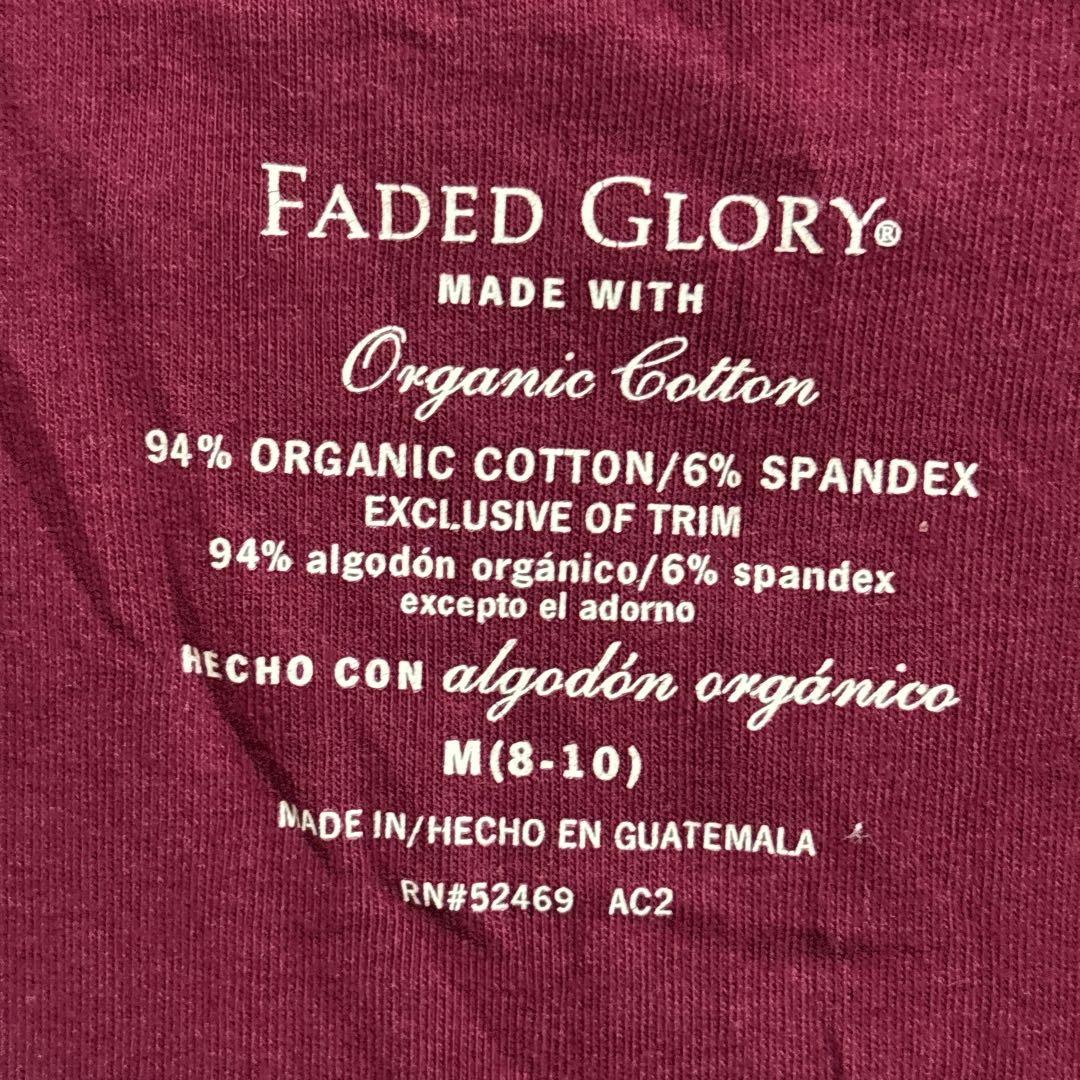 FADED GLORY®
MADE WITH
Organic Cotton
94% ORGANIC COTTON/6% SPANDEX
EXCLUSIVE OF TRIM
94% algodón orgánico/6% spandex
excepto el adorno
HECHO CON algodón orgánico
M(8-10)
MADE IN/HECHO EN GUATEMALA
RN#52469 AC2